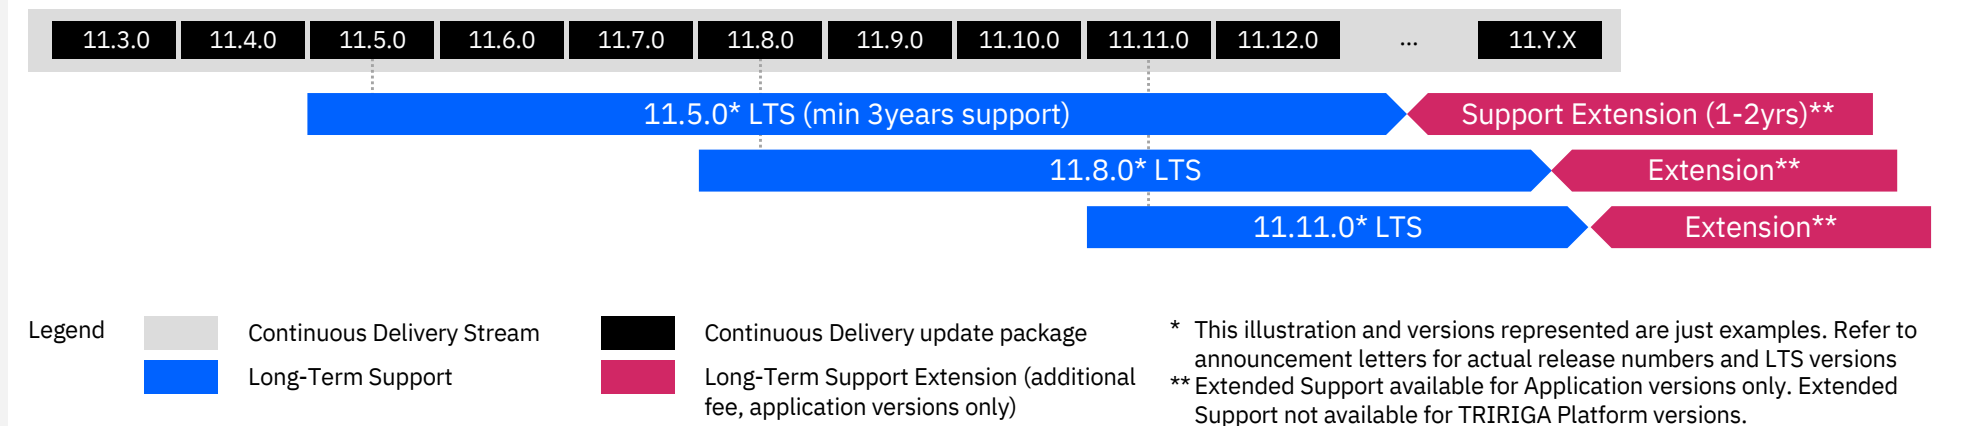 11.3.0 11.4.0 11.5.0 11.6.0 11.7.0 11.8.0 11.9.0 11.10.0 11.11.0 11.12.0 ... 11.Y.X
11.5.0* LTS (min 3years support) Support Extension (1-2yrs)**
11.8.0* LTS Extension**
11.11.0* LTS Extension**
Legend
Continuous Delivery Stream
Long-Term Support
Continuous Delivery update package
Long-Term Support Extension (additional
fee, application versions only)
* This illustration and versions represented are just examples. Refer to
announcement letters for actual release numbers and LTS versions
** Extended Support available for Application versions only. Extended
Support not available for TRIRIGA Platform versions.